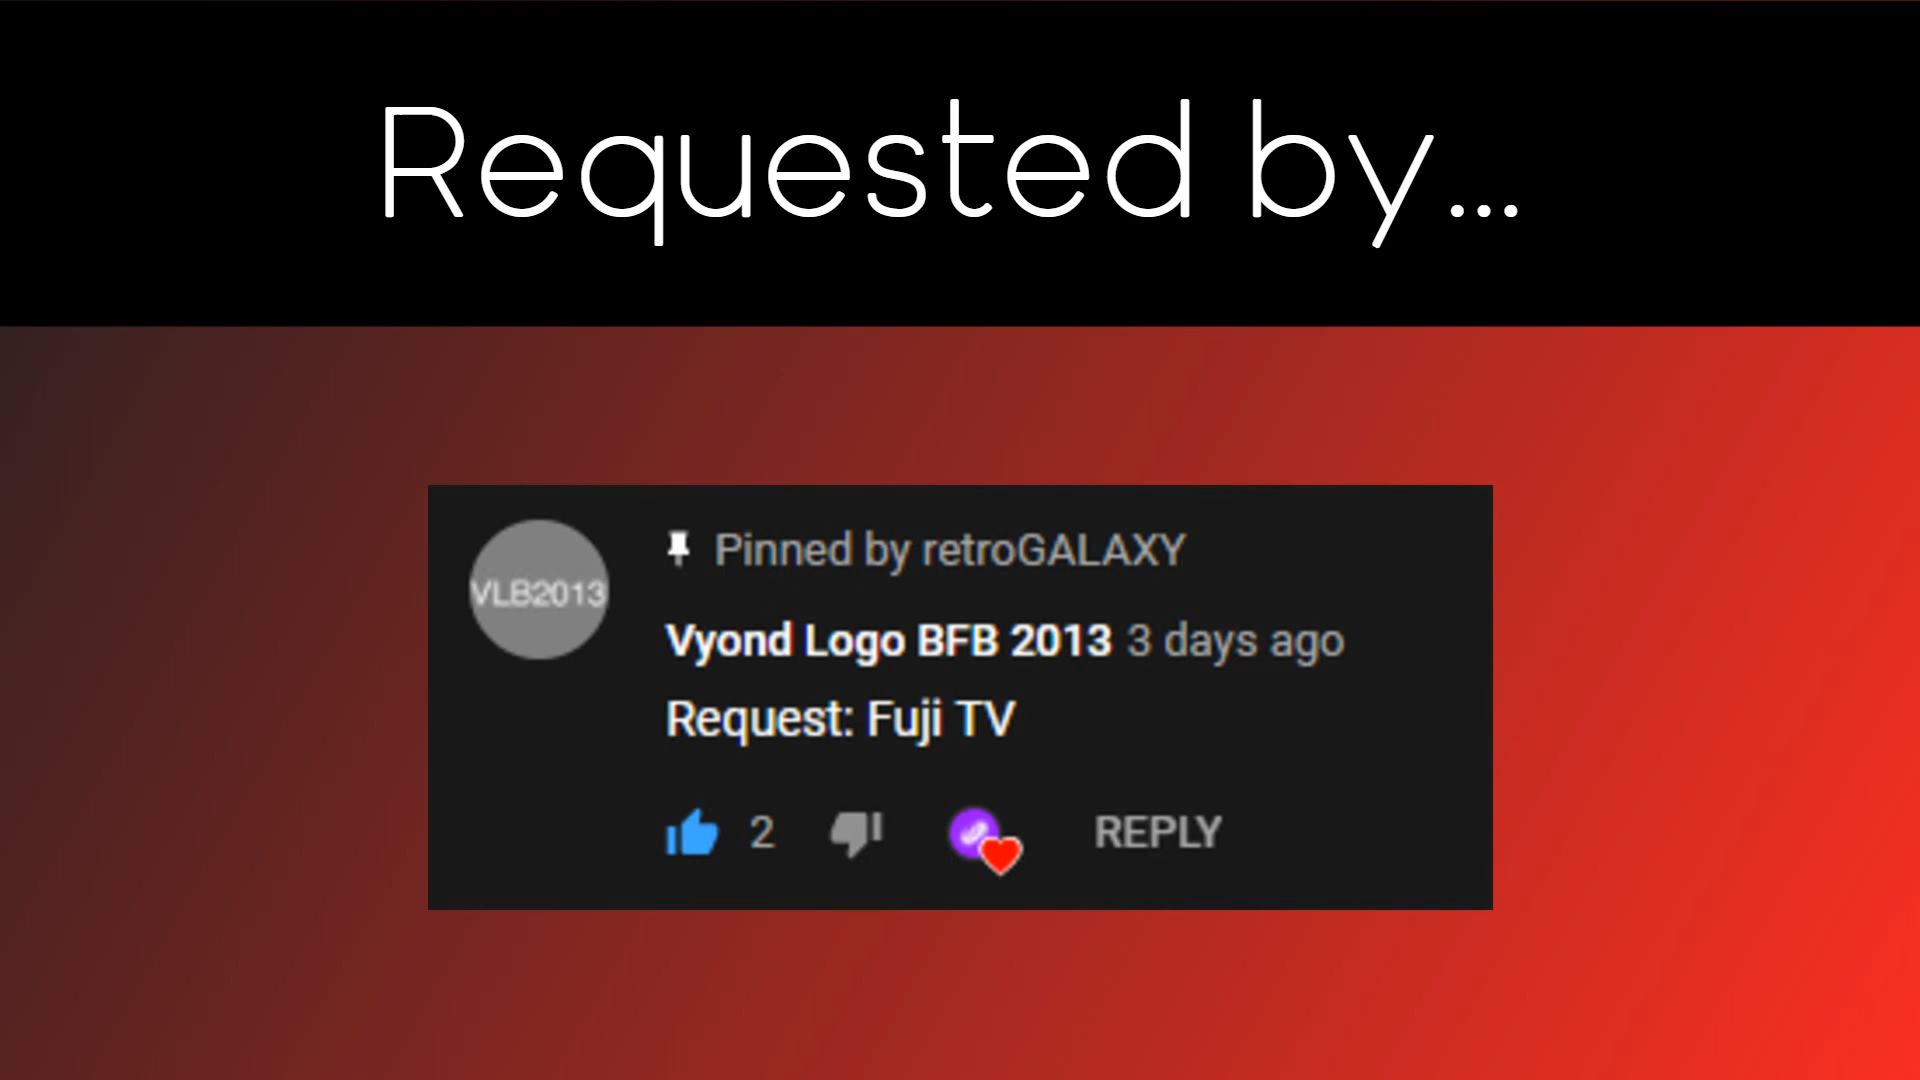 Requested by...
Pinned by retroGALAXY
VLB2013
Vyond Logo BFB 2013 3 days ago
Request: Fuji TV
2 REPLY